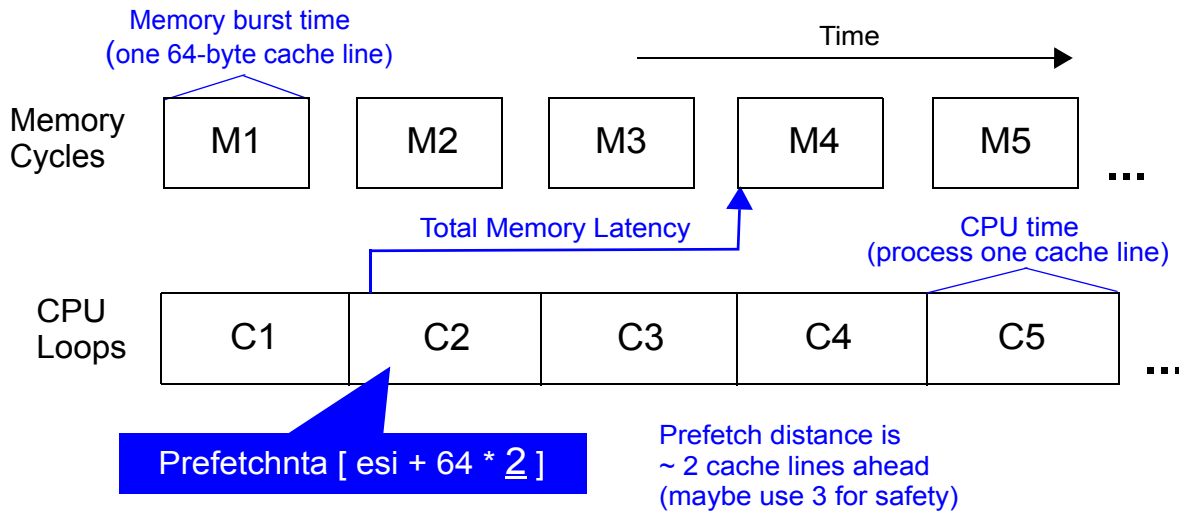 Memory burst time
(one 64-byte cache line)
Time
Memory
Cycles
M1
M2
M3
M4
M5
...
Total Memory Latency
CPU time
(process one cache line)
CPU
Loops
C1
C2
C3
C4
C5
...
Prefetchnta [ esi + 64 * 2 ]
Prefetch distance is
~ 2 cache lines ahead
(maybe use 3 for safety)